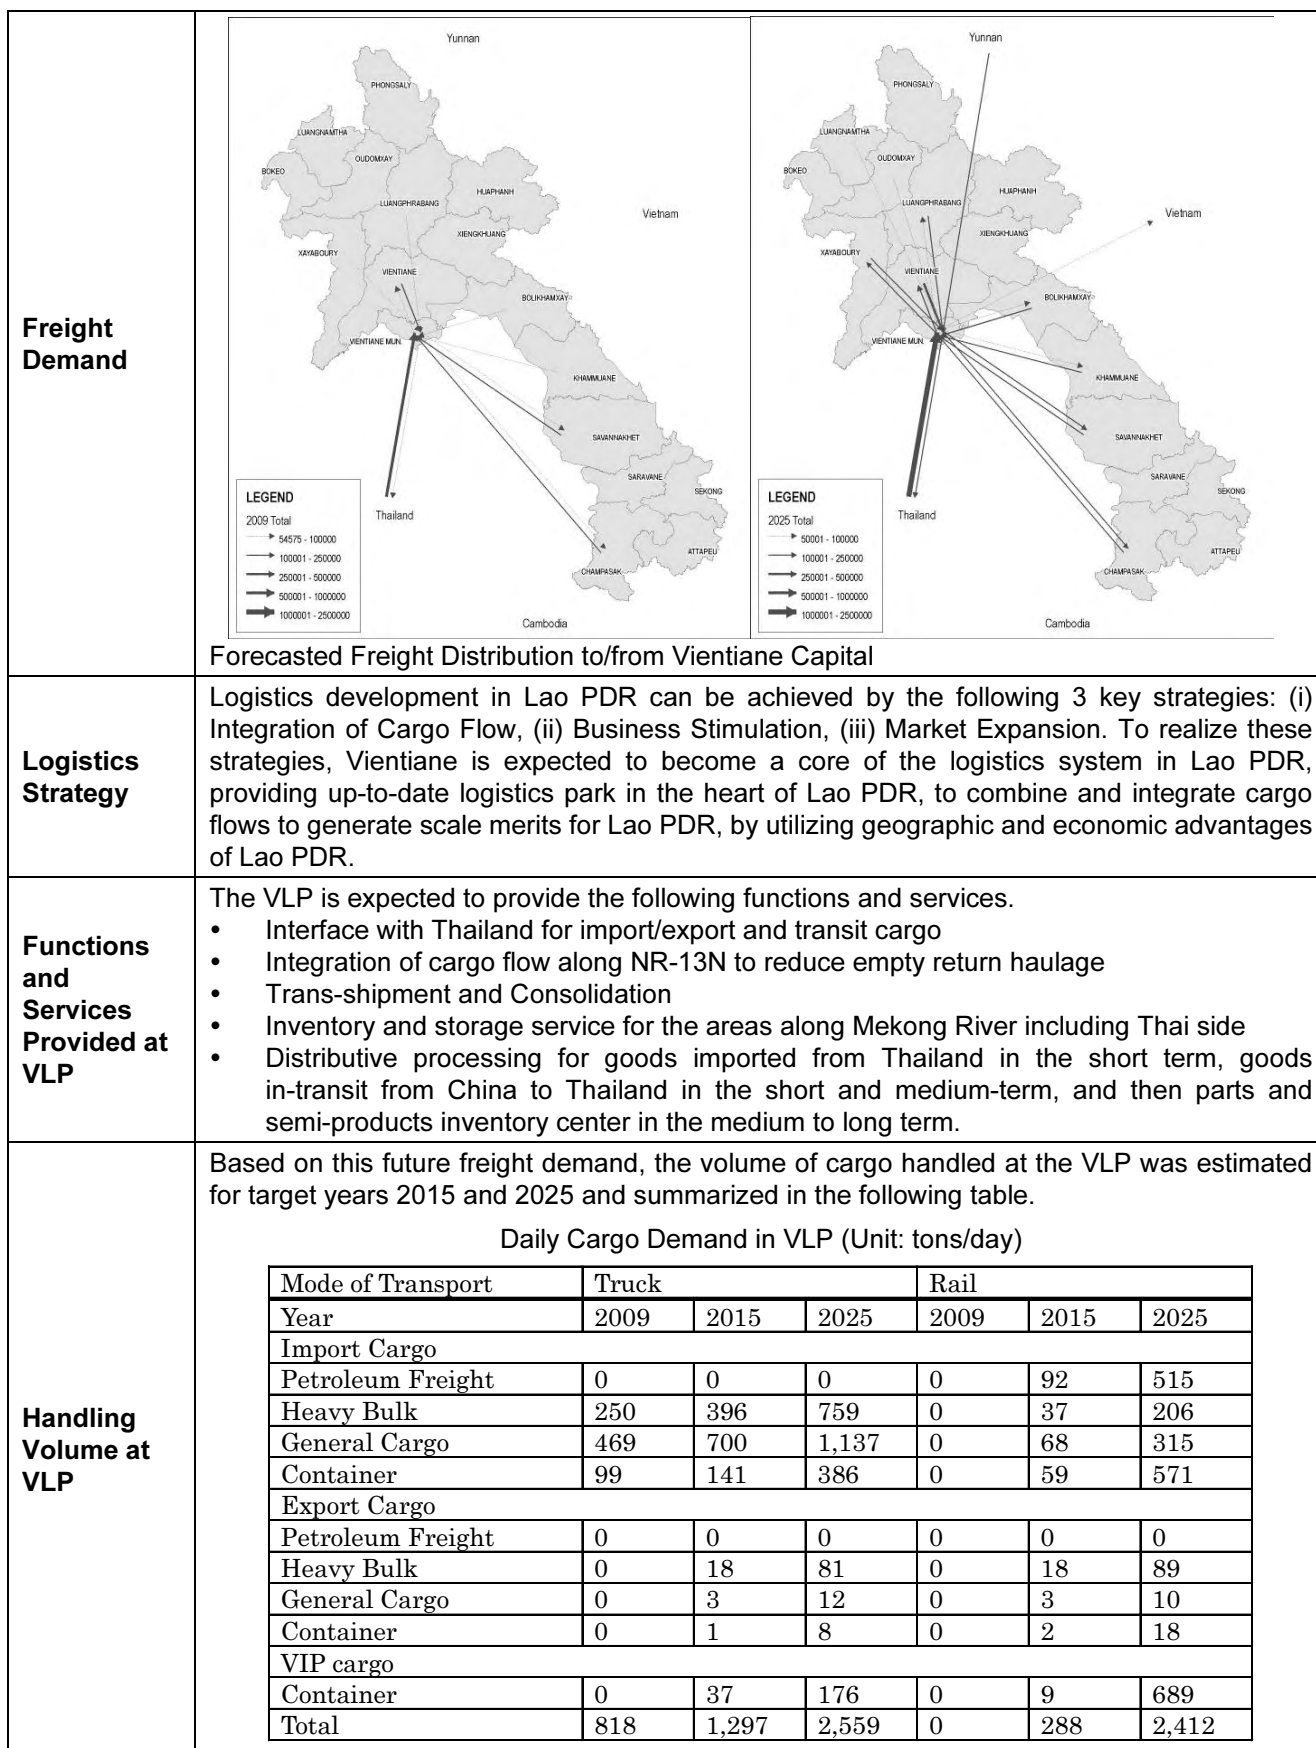 Freight
Demand
Yunnan
PHONGSALY
LUANGNAMTHA
OUDOMXAY
BOKEO
HUAPHANH
LUANGPHRABANG
Vietnam
XIENGKHUANG
XAYABOURY
VIENTIANE
BOLIKHAMXAY
VIENTIANE MUN.
KHAMMUANE
SAVANNAKHET
SARAVANE
SEKONG
LEGEND
2009 Total
54575 - 100000
100001 - 250000
250001 - 500000
500001 - 1000000
1000001 - 2500000
Thailand
ATTAPEU
CHAMPASAK
Cambodia
Yunnan
PHONGSALY
LUANGNAMTHA
OUDOMXAY
BOKEO
HUAPHANH
LUANGPHRABANG
Vietnam
XIENGKHUANG
XAYABOURY
VIENTIANE
BOLIKHAMXAY
VIENTIANE MUN.
KHAMMUANE
SAVANNAKHET
SARAVANE
SEKONG
LEGEND
2025 Total
50001 - 100000
100001 - 250000
250001 - 500000
500001 - 1000000
1000001 - 2500000
Thailand
ATTAPEU
CHAMPASAK
Cambodia
Forecasted Freight Distribution to/from Vientiane Capital
Logistics
Strategy
Logistics development in Lao PDR can be achieved by the following 3 key strategies: (i)
Integration of Cargo Flow, (ii) Business Stimulation, (iii) Market Expansion. To realize these
strategies, Vientiane is expected to become a core of the logistics system in Lao PDR,
providing up-to-date logistics park in the heart of Lao PDR, to combine and integrate cargo
flows to generate scale merits for Lao PDR, by utilizing geographic and economic advantages
of Lao PDR.
Functions
and
Services
Provided at
VLP
The VLP is expected to provide the following functions and services.
• Interface with Thailand for import/export and transit cargo
• Integration of cargo flow along NR-13N to reduce empty return haulage
• Trans-shipment and Consolidation
• Inventory and storage service for the areas along Mekong River including Thai side
• Distributive processing for goods imported from Thailand in the short term, goods
in-transit from China to Thailand in the short and medium-term, and then parts and
semi-products inventory center in the medium to long term.
Handling
Volume at
VLP
Based on this future freight demand, the volume of cargo handled at the VLP was estimated
for target years 2015 and 2025 and summarized in the following table.
Daily Cargo Demand in VLP (Unit: tons/day)
Mode of Transport Truck Rail
Year 2009 2015 2025 2009 2015 2025
Import Cargo
Petroleum Freight 0 0 0 0 92 515
Heavy Bulk 250 396 759 0 37 206
General Cargo 469 700 1,137 0 68 315
Container 99 141 386 0 59 571
Export Cargo
Petroleum Freight 0 0 0 0 0 0
Heavy Bulk 0 18 81 0 18 89
General Cargo 0 3 12 0 3 10
Container 0 1 8 0 2 18
VIP cargo
Container 0 37 176 0 9 689
Total 818 1,297 2,559 0 288 2,412